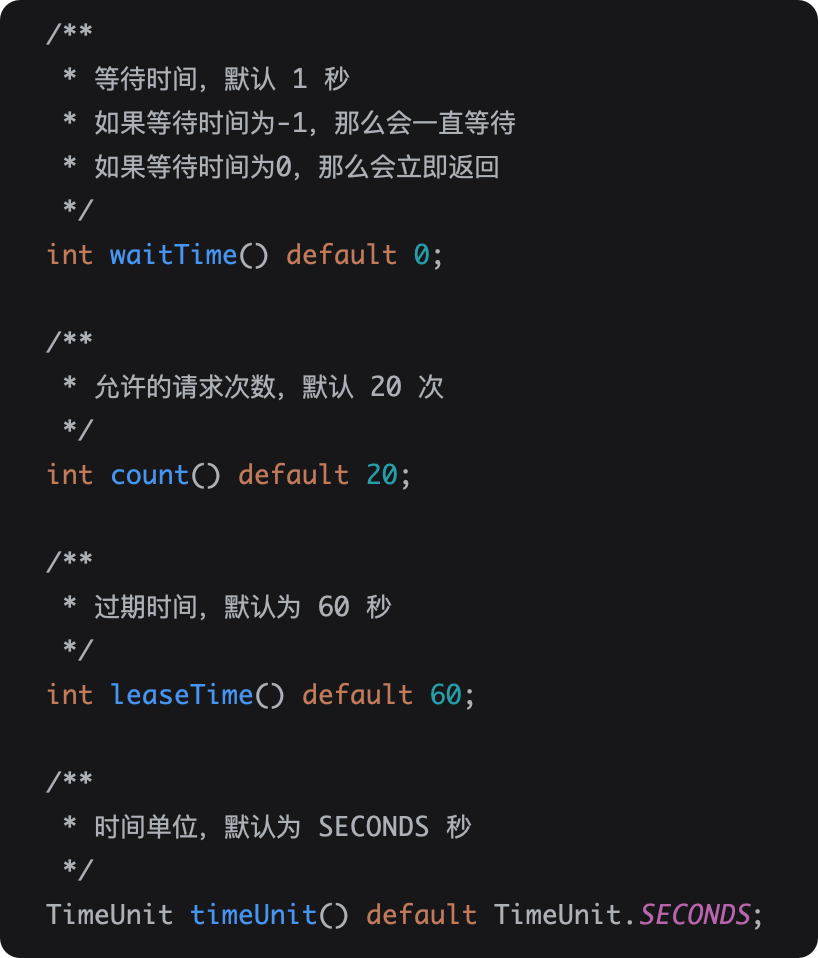 /**
 * 等待时间，默认 1 秒
 * 如果等待时间为-1，那么会一直等待
 * 如果等待时间为0，那么会立即返回
 */
int waitTime() default 0;

/**
 * 允许的请求次数，默认 20 次
 */
int count() default 20;

/**
 * 过期时间，默认为 60 秒
 */
int leaseTime() default 60;

/**
 * 时间单位，默认为 SECONDS 秒
 */
TimeUnit timeUnit() default TimeUnit.SECONDS;